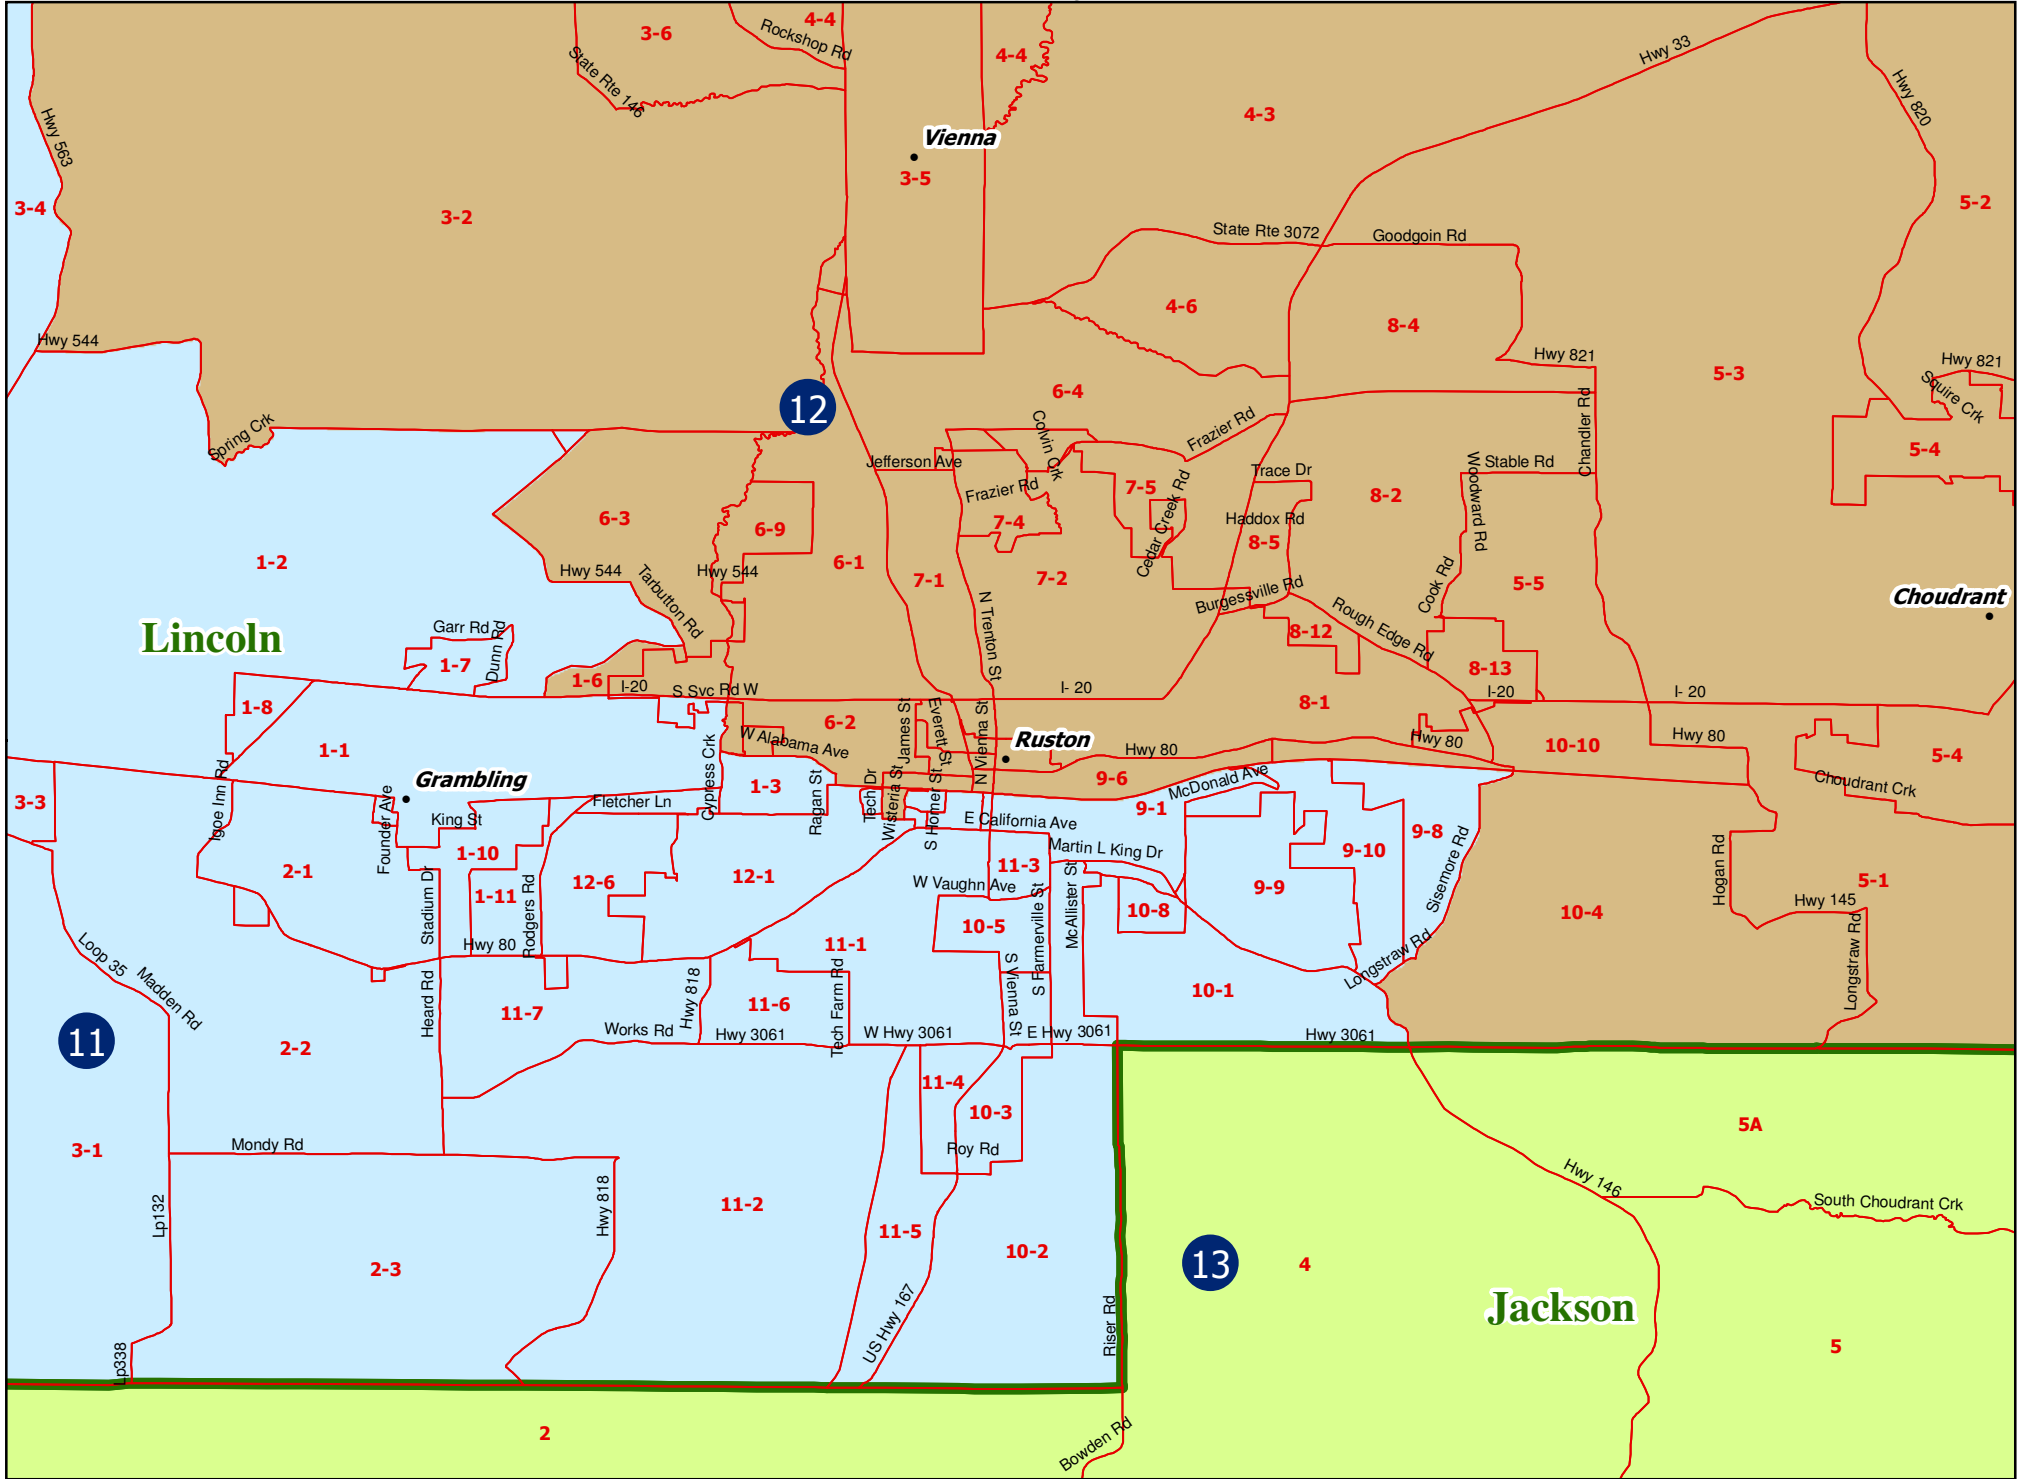 3-6
4-4
Rockshop Rd
4-4
Hwy 33
State Rte 146
Hwy 820
4-3
Hwy 563
Vienna
3-5
3-4
3-2
5-2
State Rte 3072
Goodgoin Rd
4-6
8-4
Hwy 544
Hwy 821
Hwy 821
5-3
Squire Crk
12
6-4
Chandler Rd
Colvin Crk
Frazier Rd
Spring Crk
5-4
Jefferson Ave
Trace Dr
Stable Rd
Frazier Rd
7-5
8-2
Woodward Rd
6-3
6-9
7-4
Cedar Creek Rd
Haddox Rd
8-5
1-2
6-1
7-1
7-2
Hwy 544
Hwy 544
Tarbutton Rd
Burgessville Rd
Cook Rd
5-5
Choudrant
Lincoln
Garr Rd
Dunn Rd
1-7
N Trenton St
8-12
Rough Edge Rd
8-13
1-6
I-20
S Svc Rd W
I- 20
I-20
I- 20
1-8
6-2
James St
Everett St
N Vienna St
8-1
1-1
W Alabama Ave
Ruston
Hwy 80
Hwy 80
10-10
Hwy 80
5-4
Igoe Inn Rd
Grambling
Cypress Crk
1-3
9-6
McDonald Ave
Choudrant Crk
3-3
Founder Ave
Fletcher Ln
Ragan St
Tech Dr
Wisteria St
S Homer St
9-1
King St
E California Ave
9-8
Sisemore Rd
1-10
Martin L King Dr
9-10
Hogan Rd
2-1
12-6
12-1
11-3
9-9
5-1
1-11
W Vaughn Ave
Stadium Dr
Rodgers Rd
S Farmerville St
McAllister St
10-8
10-4
Hwy 145
10-5
Hwy 80
11-1
Longstraw Rd
Longstraw Rd
Loop 35
Madden Rd
Heard Rd
Hwy 818
11-6
Tech Farm Rd
S Vienna St
10-1
11-7
11
2-2
Works Rd
Hwy 3061
W Hwy 3061
E Hwy 3061
Hwy 3061
11-4
10-3
5A
3-1
Mondy Rd
Roy Rd
Hwy 146
Lp132
Hwy 818
11-2
11-5
10-2
South Choudrant Crk
2-3
13
4
US Hwy 167
Riser Rd
Jackson
Lp338
5
2
Bowden Rd